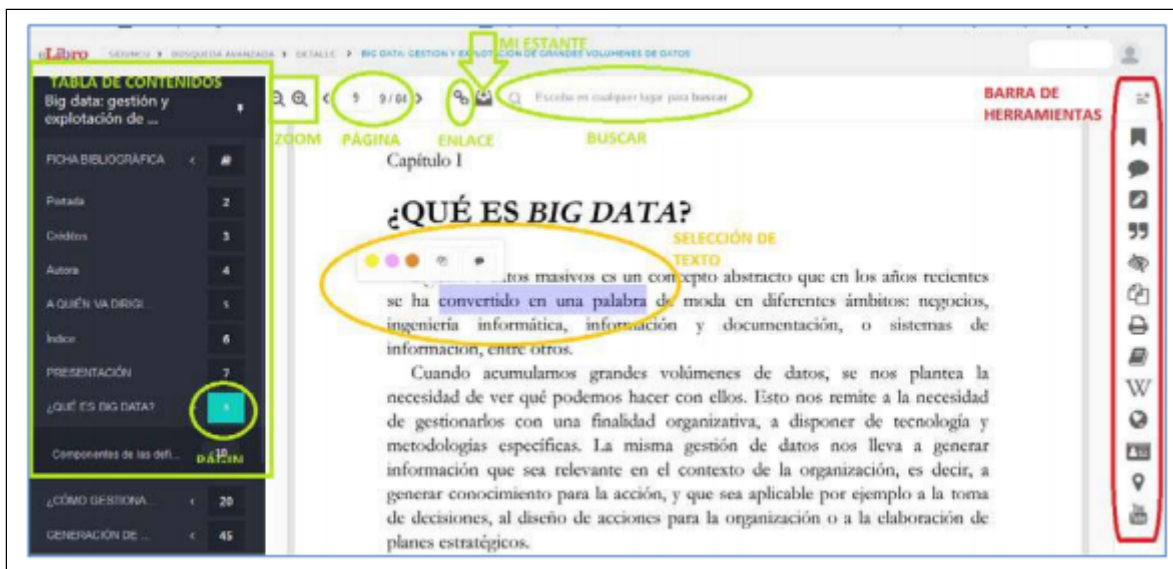 eLibro SIDUNCU > BÚSQUEDA AVANZADA > DETALLE > BIG DATA: GESTIÓN Y EXPLOTACIÓN DE GRANDES VOLÚMENES DE DATOS
MI ESTANTE
TABLA DE CONTENIDOS
Big data: gestión y
explotación de ...
9 9 / Escriba en cualquier lugar para buscar
ZOOM PÁGINA ENLACE BUSCAR
BARRA DE
HERRAMIENTAS
FICHA BIBLIOGRÁFICA <
Portada 2
Créditos 3
Autora 4
A QUIÉN VA DIRIGI... 5
Índice 6
PRESENTACIÓN 7
¿QUÉ ES BIG DATA?
Componentes de las defi... 10
PÁGIN
¿CÓMO GESTIONA... < 20
GENERACIÓN DE ... < 45
Capítulo I
¿QUÉ ES BIG DATA?
SELECCIÓN DE
TEXTO
masivos es un concepto abstracto que en los años recientes
se ha convertido en una palabra de moda en diferentes ámbitos: negocios,
ingeniería informática, información y documentación, o sistemas de
información, entre otros.
Cuando acumulamos grandes volúmenes de datos, se nos plantea la
necesidad de ver qué podemos hacer con ellos. Esto nos remite a la necesidad
de gestionarlos con una finalidad organizativa, a disponer de tecnología y
metodologías específicas. La misma gestión de datos nos lleva a generar
información que sea relevante en el contexto de la organización, es decir, a
generar conocimiento para la acción, y que sea aplicable por ejemplo a la toma
de decisiones, al diseño de acciones para la organización o a la elaboración de
planes estratégicos.
W